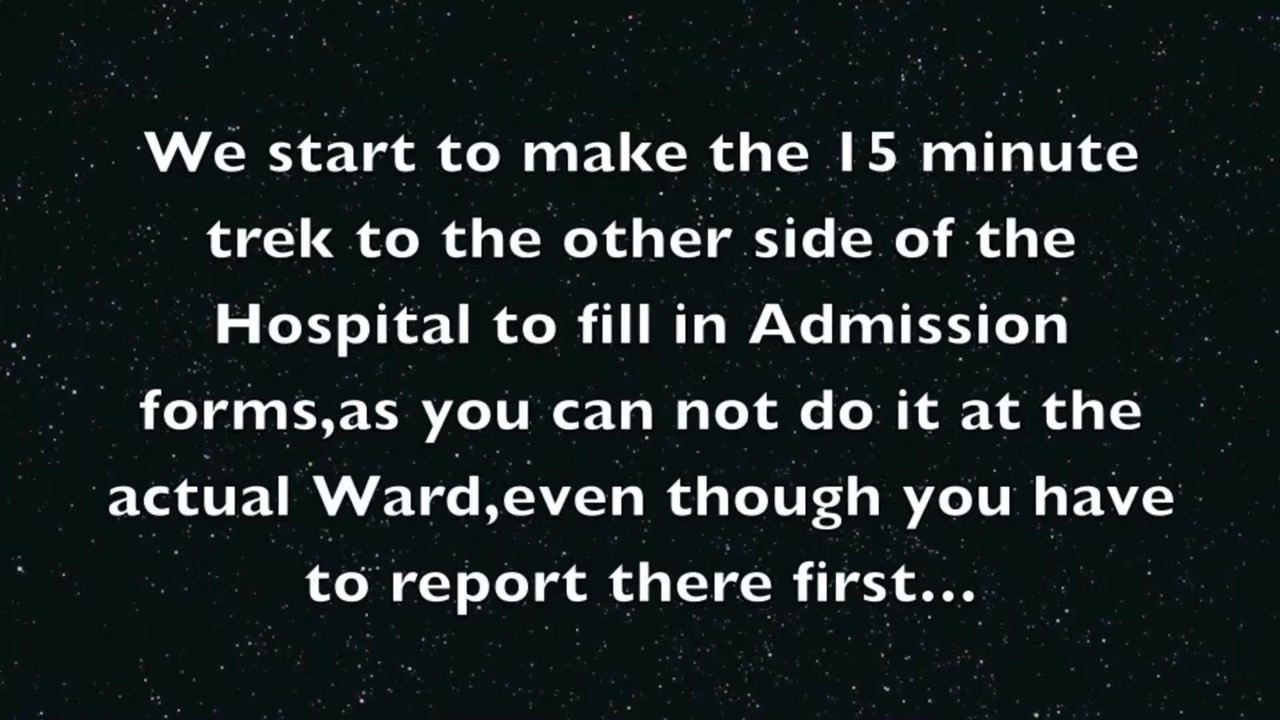 We start to make the 15 minute
trek to the other side of the
Hospital to fill in Admission
forms,as you can not do it at the
actual Ward,even though you have
to report there first...